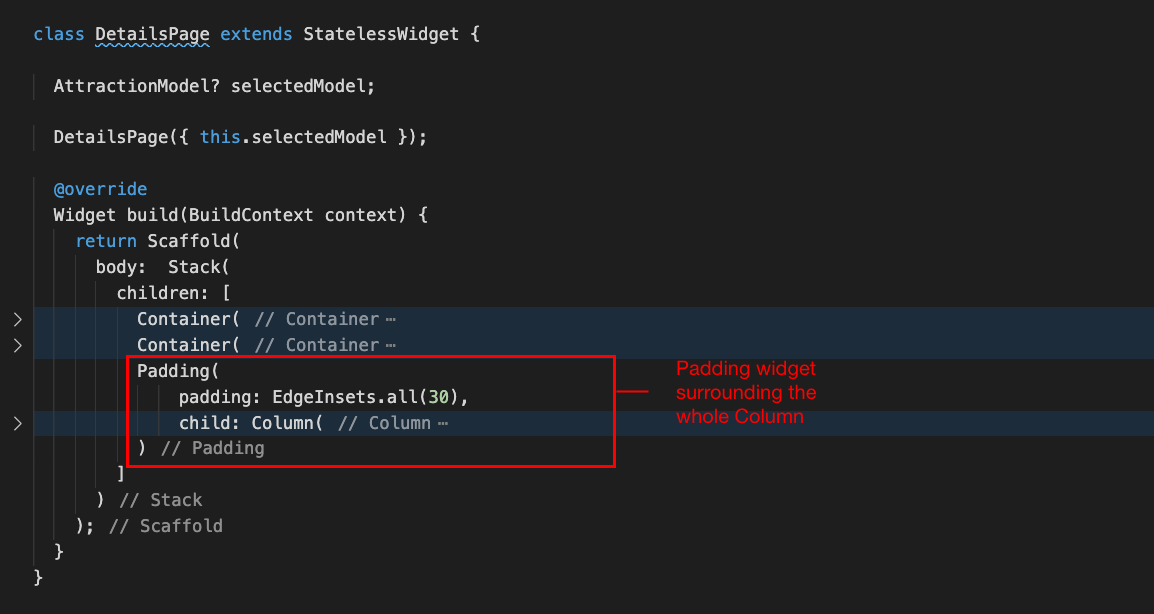 class DetailsPage extends StatelessWidget {
AttractionModel? selectedModel;
DetailsPage({ this.selectedModel });
@override
Widget build(BuildContext context) {
return Scaffold(
body:  Stack(
children: [
Container( // Container ⋯
Container( // Container ⋯
Padding(
padding: EdgeInsets.all(30),
child: Column( // Column ⋯
) // Padding
]
) // Stack
); // Scaffold
}
}
Padding widget
surrounding the
whole Column